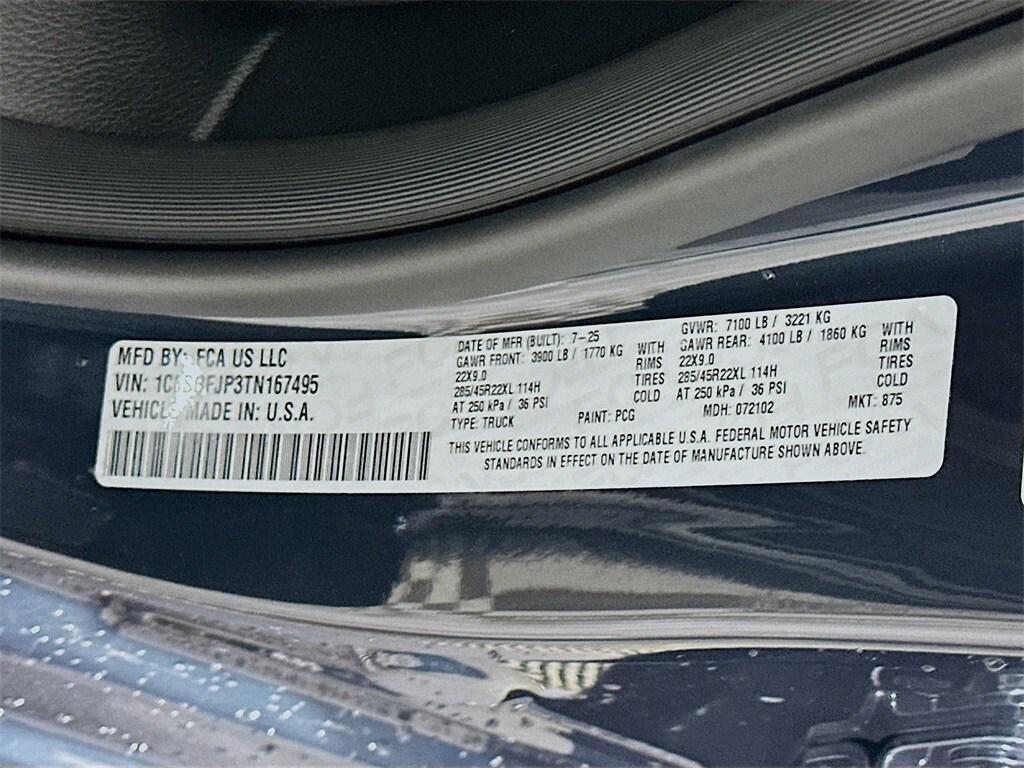 MFD BY: FCA US LLC
VIN: FJP3TN167495
VEHICLE MADE IN: U.S.A.
DATE OF MFR (BUILT): 7-25
GAWR FRONT: 3900 LB / 1770 KG WITH
22X9.0 RIMS
285/45R22XL 114H TIRES
AT 250 kPa / 36 PSI COLD
TYPE: TRUCK PAINT: PCG
GVWR: 7100 LB / 3221 KG
GAWR REAR: 4100 LB / 1860 KG WITH
22X9.0 RIMS
285/45R22XL 114H TIRES
AT 250 kPa / 36 PSI COLD
MDH: 072102 MKT: 875
THIS VEHICLE CONFORMS TO ALL APPLICABLE U.S.A. FEDERAL MOTOR VEHICLE SAFETY
STANDARDS IN EFFECT ON THE DATE OF MANUFACTURE SHOWN ABOVE.